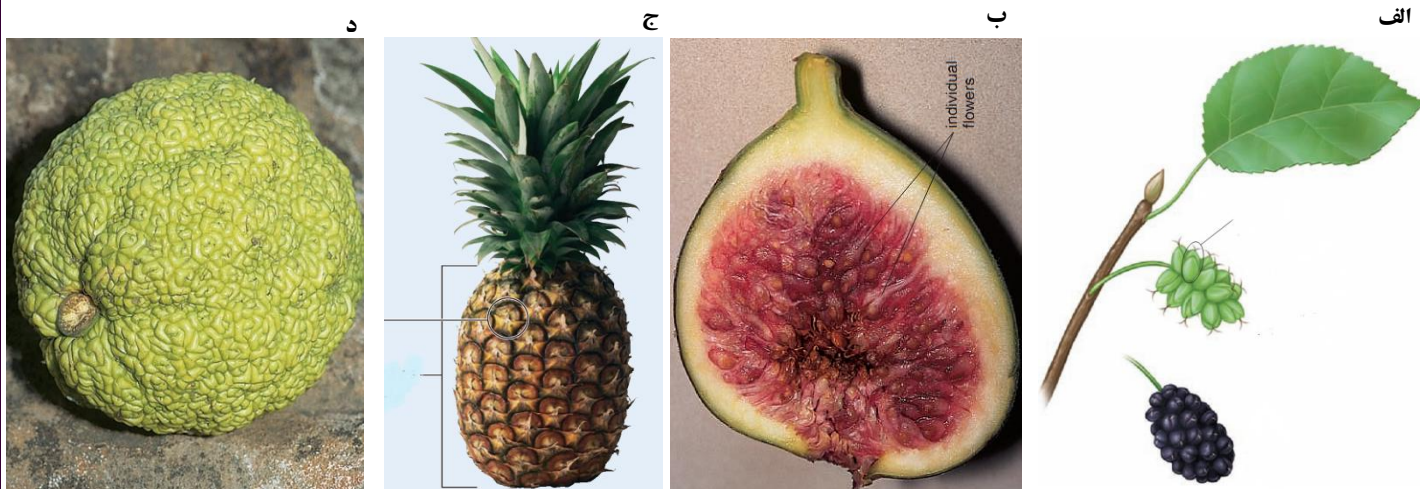 الف
ب
ج
د
individual
flowers